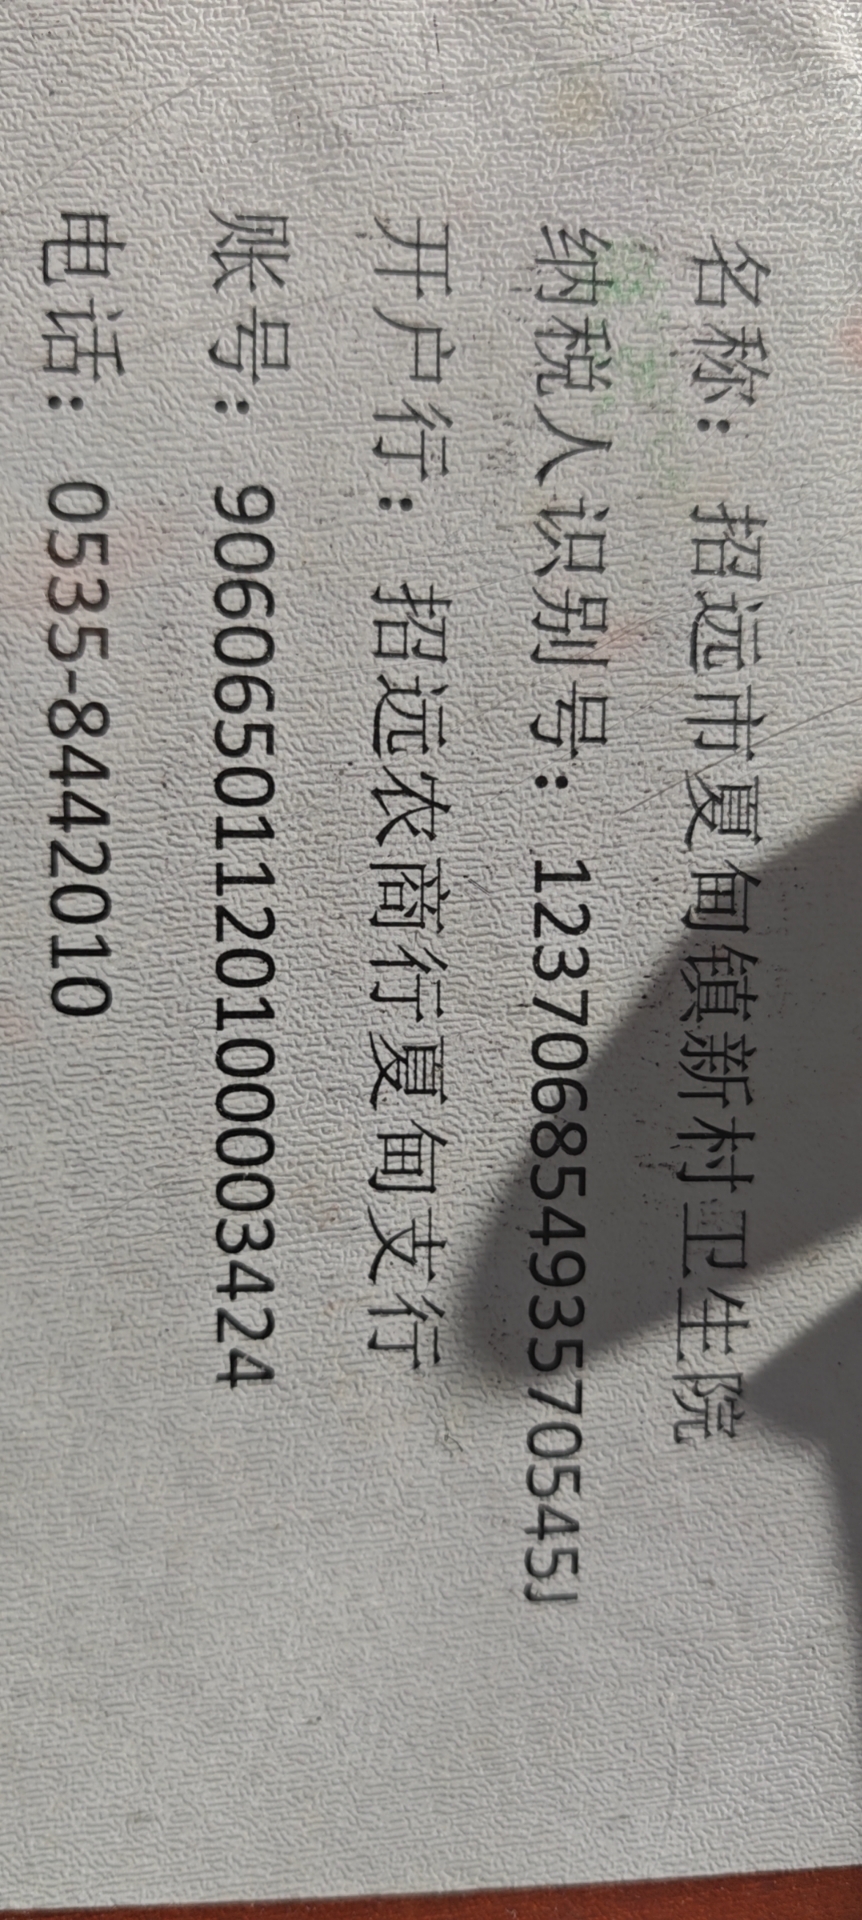 名称：招远市夏甸镇新村卫生院
纳税人识别号：12370685493570545J
开户行：招远农商行夏甸支行
账号：90606501120100003424
电话：0535-8442010